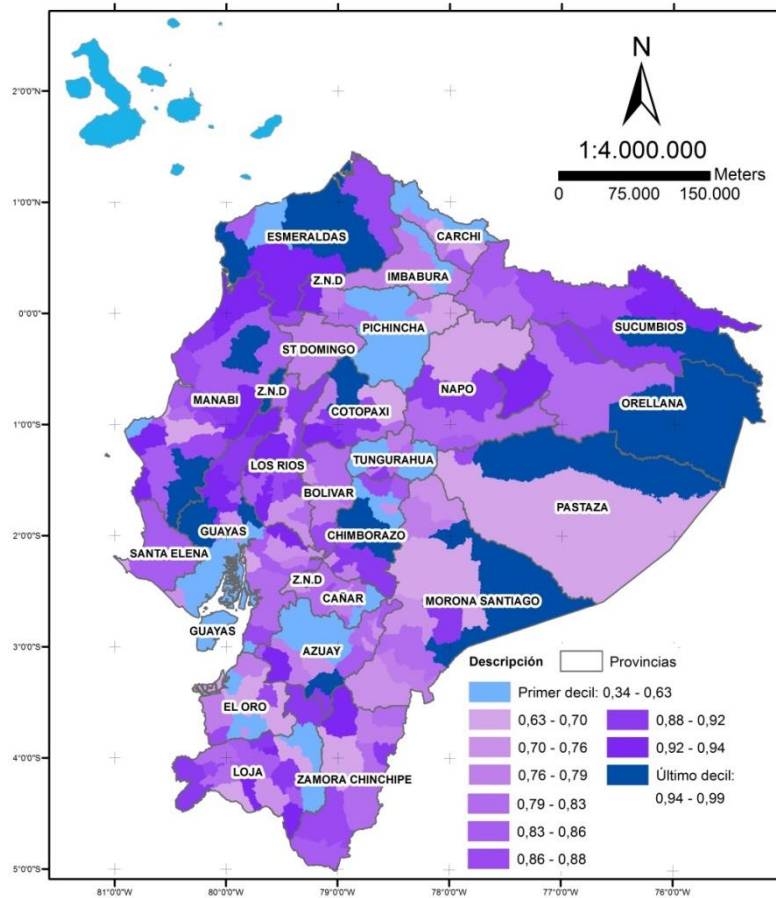 N
1:4.000.000
Meters
0 75.000 150.000
2°0'0"N
1°0'0"N
0°0'0"
1°0'0"S
2°0'0"S
3°0'0"S
4°0'0"S
5°0'0"S
ESMERALDAS
CARCHI
Z.N.D
IMBABURA
PICHINCHA
SUCUMBIOS
ST DOMINGO
MANABI
Z.N.D
COTOPAXI
NAPO
ORELLANA
LOS RIOS
TUNGURAHUA
BOLIVAR
PASTAZA
GUAYAS
CHIMBORAZO
SANTA ELENA
Z.N.D
CAÑAR
MORONA SANTIAGO
GUAYAS
AZUAY
EL ORO
LOJA
ZAMORA CHINCHIPE
Descripción
Provincias
Primer decil: 0,34 - 0,63
0,63 - 0,70
0,70 - 0,76
0,76 - 0,79
0,79 - 0,83
0,83 - 0,86
0,86 - 0,88
0,88 - 0,92
0,92 - 0,94
Último decil:
0,94 - 0,99
81°0'0"W 80°0'0"W 79°0'0"W 78°0'0"W 77°0'0"W 76°0'0"W